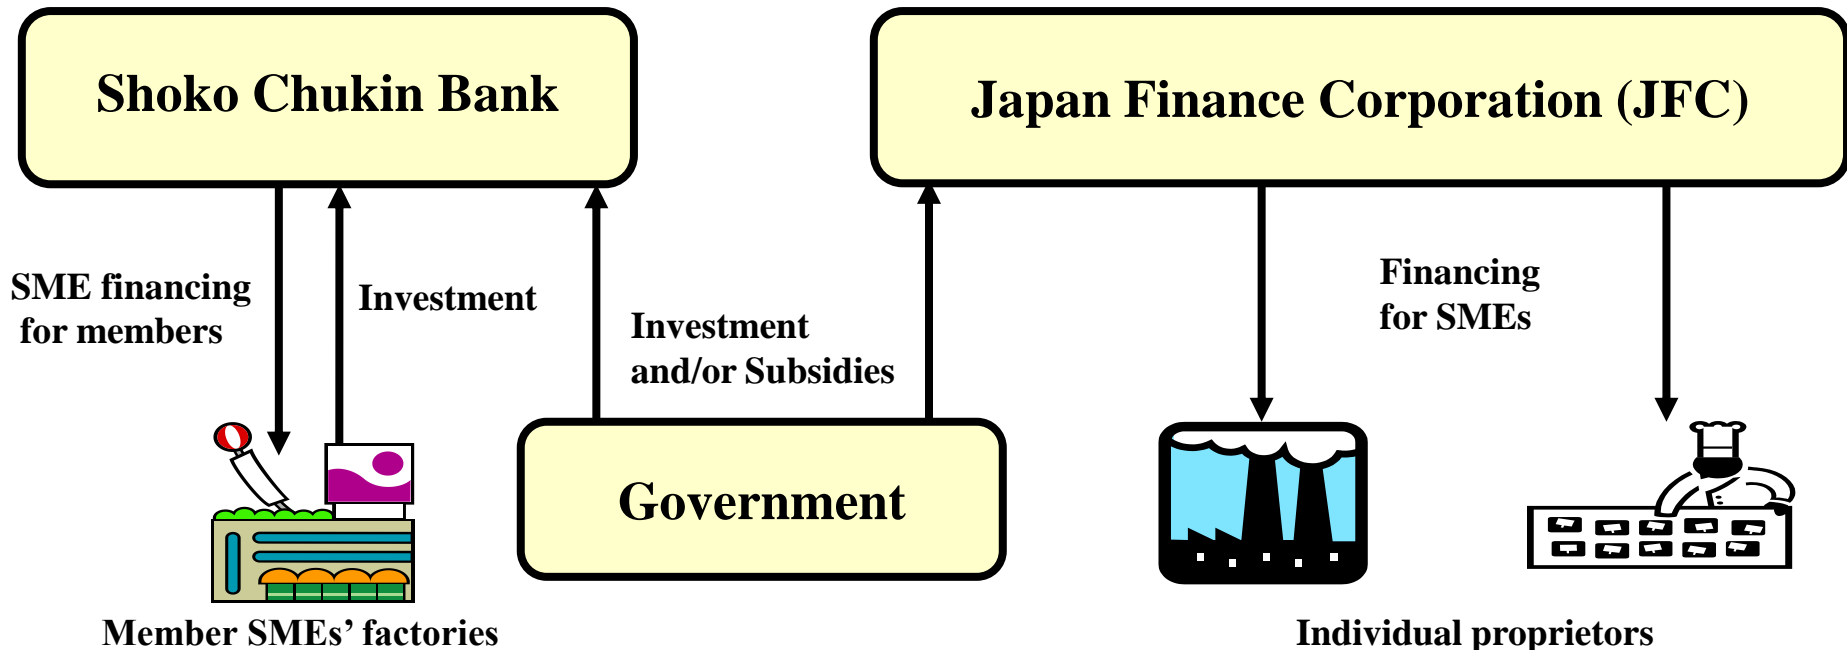 Shoko Chukin Bank
Japan Finance Corporation (JFC)
SME financing
for members
Investment
Investment
and/or Subsidies
Financing
for SMEs
Government
Member SMEs’ factories
Individual proprietors